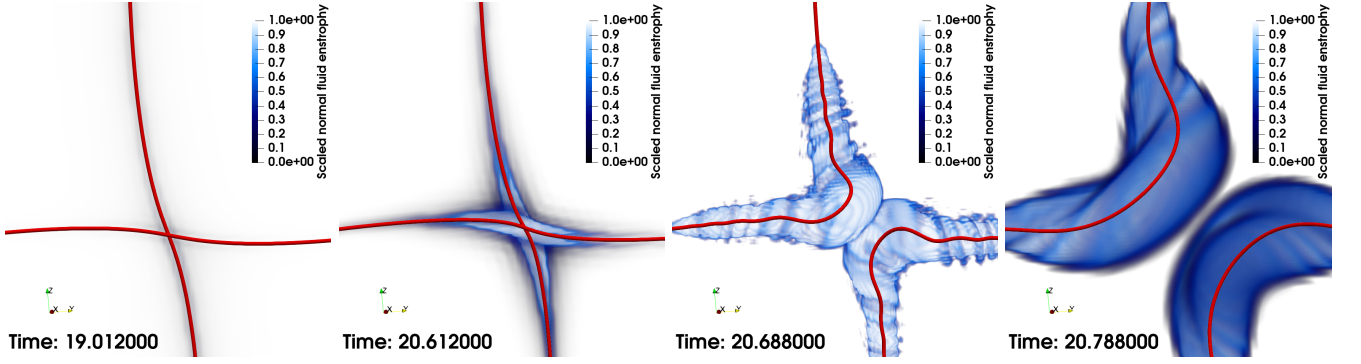 1.0e+00
0.9
0.8
0.7
0.6
0.5
0.4
0.3
0.2
0.1
0.0e+00
Scaled normal fluid enstrophy
Z
X
Y
Time: 19.012000
1.0e+00
0.9
0.8
0.7
0.6
0.5
0.4
0.3
0.2
0.1
0.0e+00
Scaled normal fluid enstrophy
Z
X
Y
Time: 20.612000
1.0e+00
0.9
0.8
0.7
0.6
0.5
0.4
0.3
0.2
0.1
0.0e+00
Scaled normal fluid enstrophy
Z
X
Y
Time: 20.688000
1.0e+00
0.9
0.8
0.7
0.6
0.5
0.4
0.3
0.2
0.1
0.0e+00
Scaled normal fluid enstrophy
Z
X
Y
Time: 20.788000